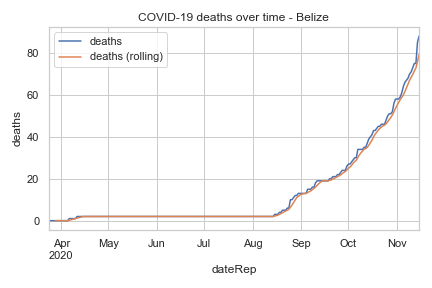 COVID-19 deaths over time - Belize
deaths
deaths (rolling)
deaths
80
60
40
20
0
Apr May Jun Jul Aug Sep Oct Nov
2020
dateRep